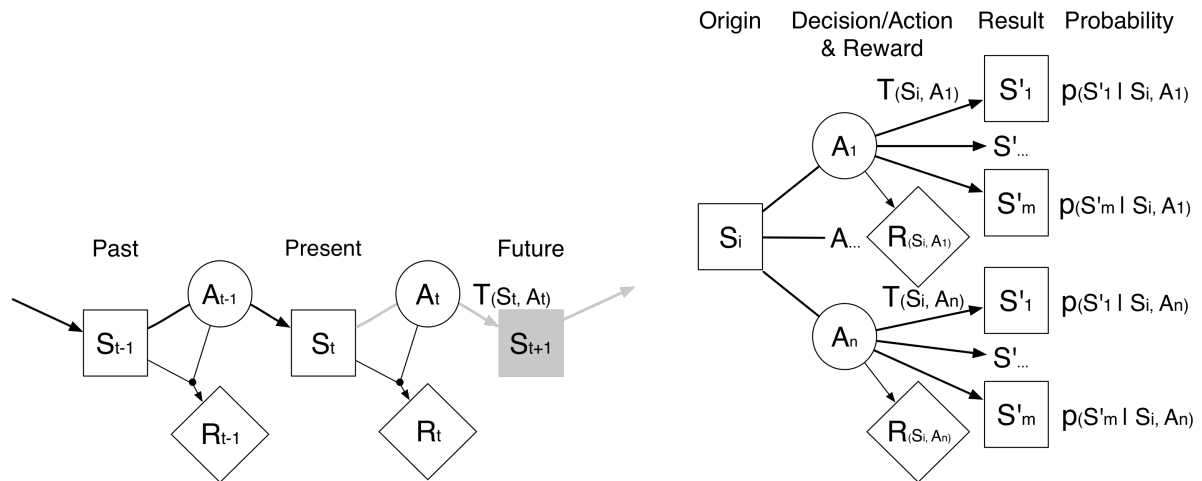 Past
Present
Future
At-1
At
T(St, At)
St-1
St
St+1
Rt-1
Rt
Origin
Decision/Action
& Reward
Result
Probability
T(Si, A1)
S'1
p(S'1 | Si, A1)
A1
S'...
S'm
p(S'm | Si, A1)
Si
A...
R(Si, A1)
T(Si, An)
S'1
p(S'1 | Si, An)
An
S'...
S'm
p(S'm | Si, An)
R(Si, An)